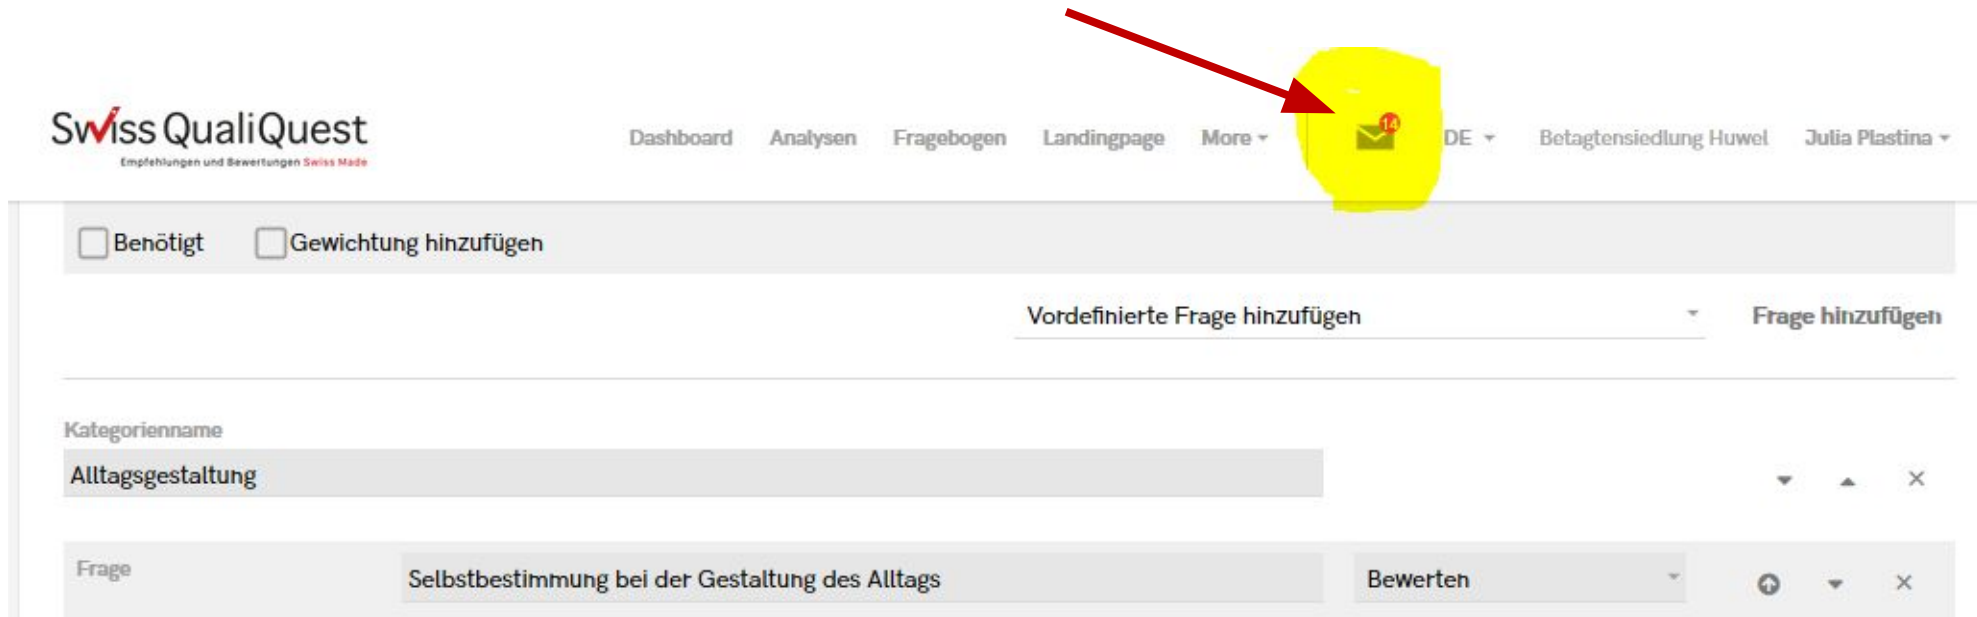 Swiss QualiQuest
Empfehlungen und Bewertungen Swiss Made
Dashboard Analysen Fragebogen Landingpage More 14 DE Betagtensiedlung Huwel Julia Plastina
Benötigt Gewichtung hinzufügen
Vordefinierte Frage hinzufügen Frage hinzufügen
Kategorienname
Alltagsgestaltung
Frage Selbstbestimmung bei der Gestaltung des Alltags Bewerten